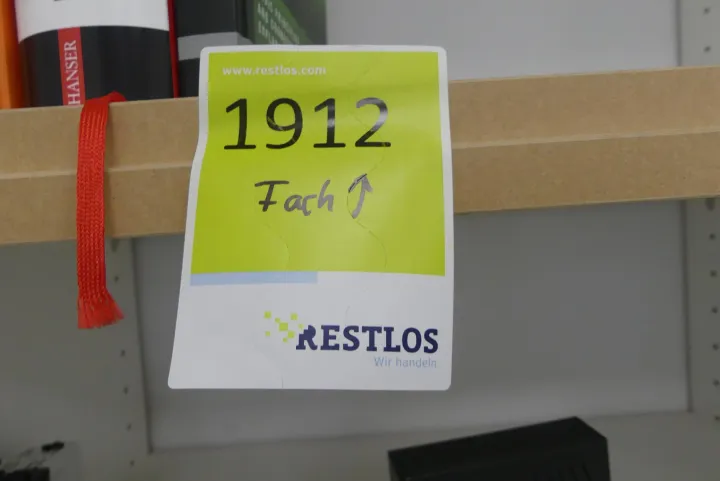 HANSER
www.restlos.com
1912
Fach ↑
RESTLOS
Wir handeln